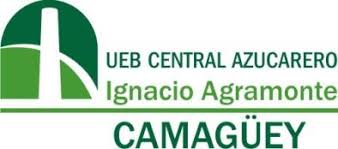 UEB CENTRAL AZUCARERO
Ignacio Agramonte
CAMAGÜEY